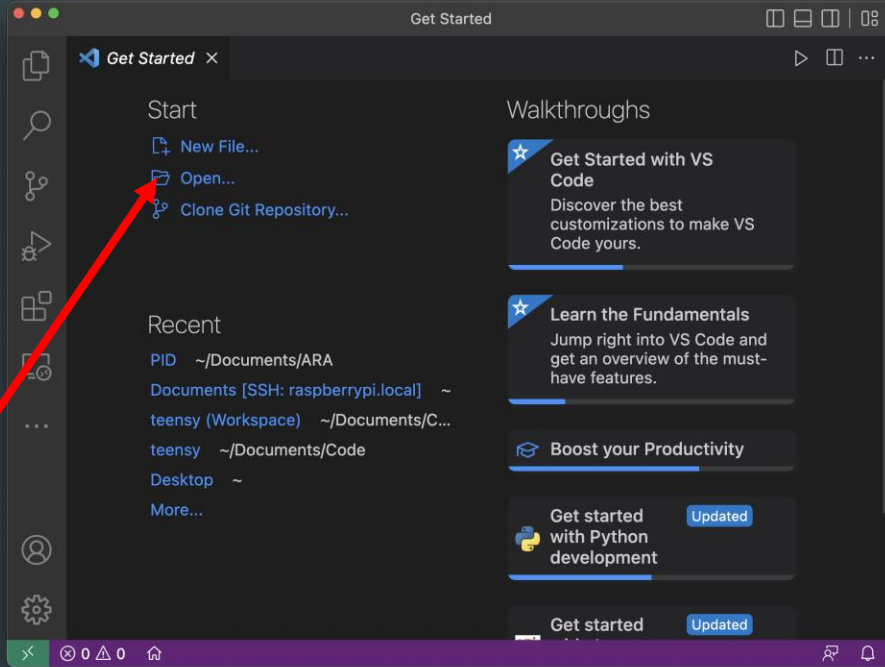 Get Started
Get Started
Start
New File...
Open...
Clone Git Repository...
Recent
PID ~/Documents/ARA
Documents [SSH: raspberrypi.local] ~
teensy (Workspace) ~/Documents/C...
teensy ~/Documents/Code
Desktop ~
More...
Walkthroughs
Get Started with VS
Code
Discover the best
customizations to make VS
Code yours.
Learn the Fundamentals
Jump right into VS Code and
get an overview of the must-
have features.
Boost your Productivity
Get started Updated
with Python
development
Get started Updated
0 0